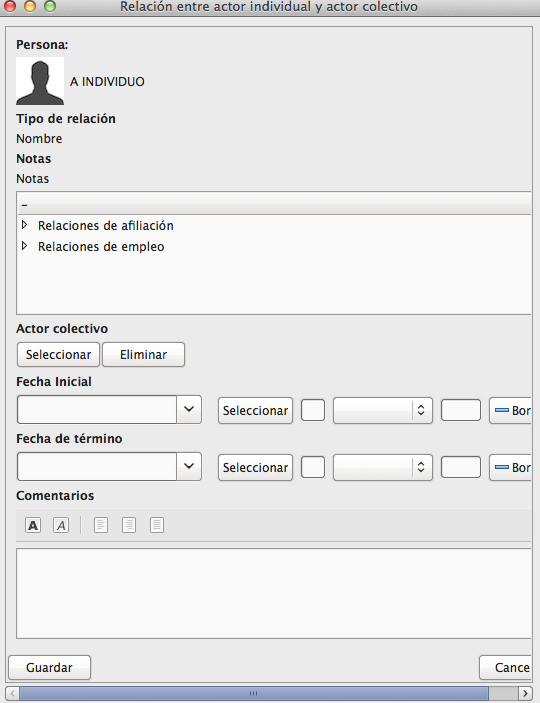 Relación entre actor individual y actor colectivo
Persona:
A INDIVIDUO
Tipo de relación
Nombre
Notas
Notas
–
Relaciones de afiliación
Relaciones de empleo
Actor colectivo
Seleccionar Eliminar
Fecha Inicial
Seleccionar Bor
Fecha de término
Seleccionar Bor
Comentarios
A A
Guardar Cance